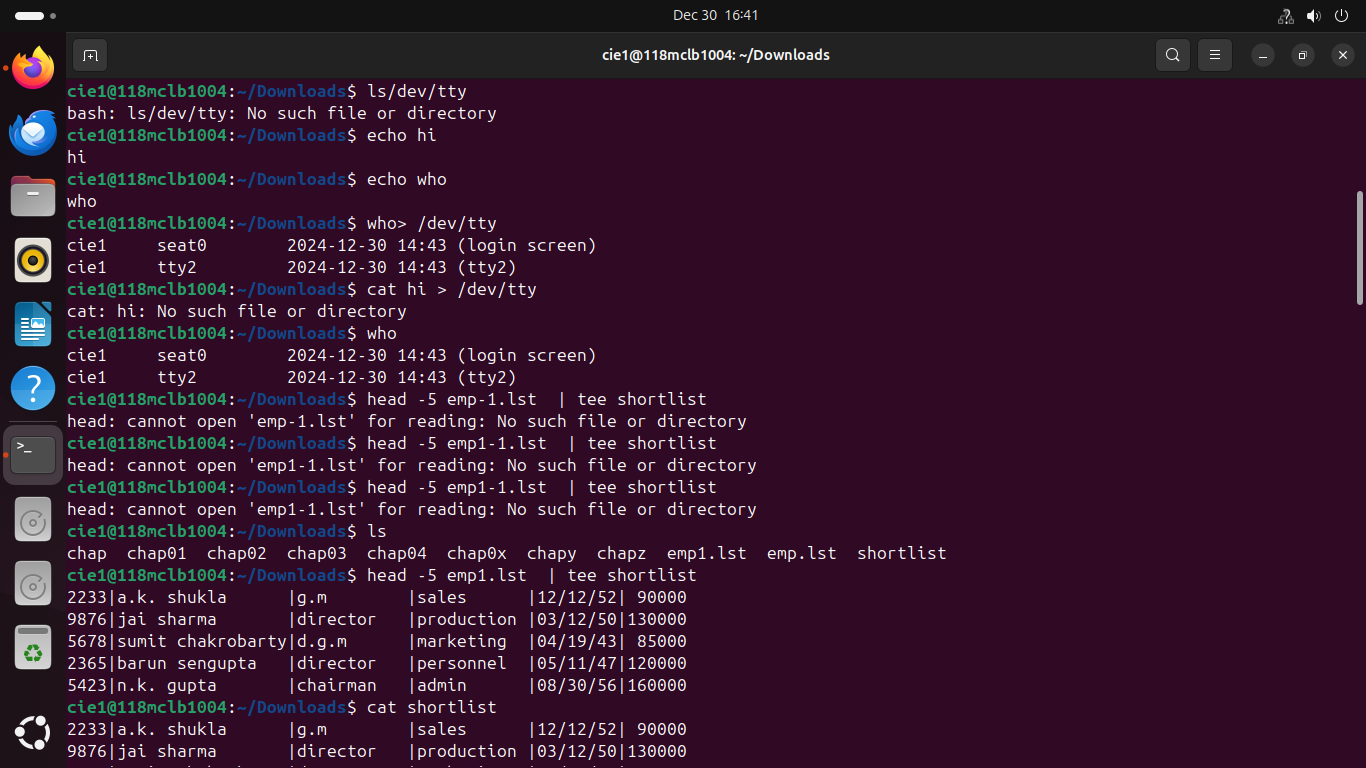 Dec 30 16:41
cie1@118mclb1004: ~/Downloads
cie1@118mclb1004:~/Downloads$ ls/dev/tty
bash: ls/dev/tty: No such file or directory
cie1@118mclb1004:~/Downloads$ echo hi
hi
cie1@118mclb1004:~/Downloads$ echo who
who
cie1@118mclb1004:~/Downloads$ who> /dev/tty
cie1     seat0        2024-12-30 14:43 (login screen)
cie1     tty2         2024-12-30 14:43 (tty2)
cie1@118mclb1004:~/Downloads$ cat hi > /dev/tty
cat: hi: No such file or directory
cie1@118mclb1004:~/Downloads$ who
cie1     seat0        2024-12-30 14:43 (login screen)
cie1     tty2         2024-12-30 14:43 (tty2)
cie1@118mclb1004:~/Downloads$ head -5 emp-1.lst  | tee shortlist
head: cannot open 'emp-1.lst' for reading: No such file or directory
cie1@118mclb1004:~/Downloads$ head -5 emp1-1.lst  | tee shortlist
head: cannot open 'emp1-1.lst' for reading: No such file or directory
cie1@118mclb1004:~/Downloads$ head -5 emp1-1.lst  | tee shortlist
head: cannot open 'emp1-1.lst' for reading: No such file or directory
cie1@118mclb1004:~/Downloads$ ls
chap  chap01  chap02  chap03  chap04  chap0x  chapy  chapz  emp1.lst  emp.lst  shortlist
cie1@118mclb1004:~/Downloads$ head -5 emp1.lst  | tee shortlist
2233|a.k. shukla      |g.m        |sales      |12/12/52| 90000
9876|jai sharma       |director   |production |03/12/50|130000
5678|sumit chakrobarty|d.g.m      |marketing  |04/19/43| 85000
2365|barun sengupta   |director   |personnel  |05/11/47|120000
5423|n.k. gupta       |chairman   |admin      |08/30/56|160000
cie1@118mclb1004:~/Downloads$ cat shortlist
2233|a.k. shukla      |g.m        |sales      |12/12/52| 90000
9876|jai sharma       |director   |production |03/12/50|130000